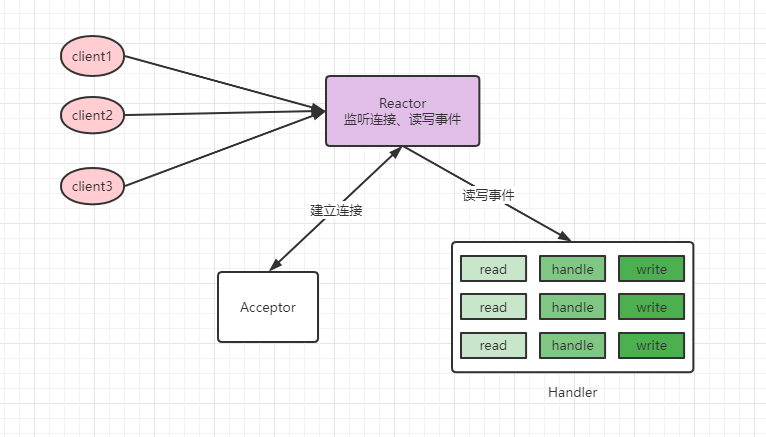 client1
client2
client3
Reactor
监听连接、读写事件
建立连接
读写事件
Acceptor
read handle write
read handle write
read handle write
Handler